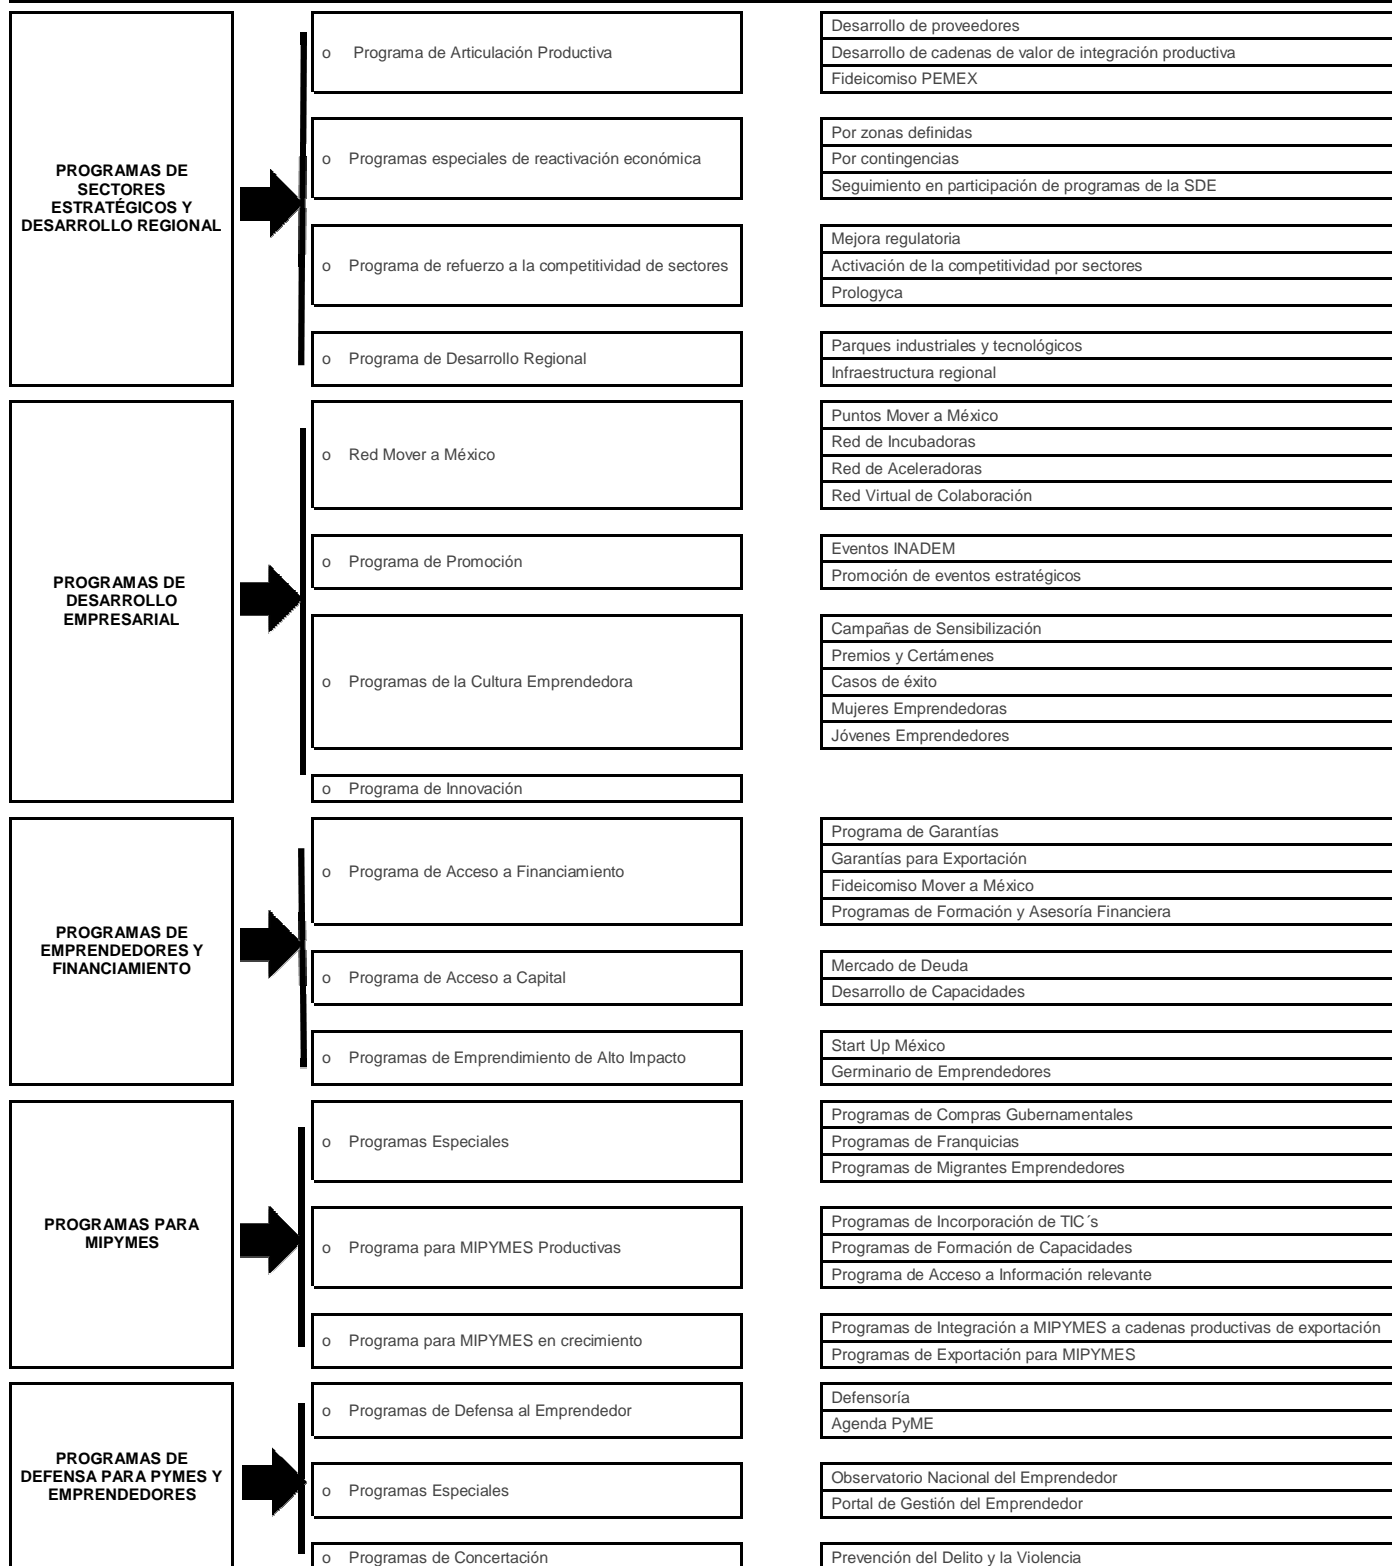 PROGRAMAS DE
SECTORES
ESTRATÉGICOS Y
DESARROLLO REGIONAL
o Programa de Articulación Productiva
Desarrollo de proveedores
Desarrollo de cadenas de valor de integración productiva
Fideicomiso PEMEX
o Programas especiales de reactivación económica
Por zonas definidas
Por contingencias
Seguimiento en participación de programas de la SDE
o Programa de refuerzo a la competitividad de sectores
Mejora regulatoria
Activación de la competitividad por sectores
Prologyca
o Programa de Desarrollo Regional
Parques industriales y tecnológicos
Infraestructura regional
PROGRAMAS DE
DESARROLLO
EMPRESARIAL
o Red Mover a México
Puntos Mover a México
Red de Incubadoras
Red de Aceleradoras
Red Virtual de Colaboración
o Programa de Promoción
Eventos INADEM
Promoción de eventos estratégicos
o Programas de la Cultura Emprendedora
Campañas de Sensibilización
Premios y Certámenes
Casos de éxito
Mujeres Emprendedoras
Jóvenes Emprendedores
o Programa de Innovación
PROGRAMAS DE
EMPRENDEDORES Y
FINANCIAMIENTO
o Programa de Acceso a Financiamiento
Programa de Garantías
Garantías para Exportación
Fideicomiso Mover a México
Programas de Formación y Asesoría Financiera
o Programa de Acceso a Capital
Mercado de Deuda
Desarrollo de Capacidades
o Programas de Emprendimiento de Alto Impacto
Start Up México
Germinario de Emprendedores
PROGRAMAS PARA
MIPYMES
o Programas Especiales
Programas de Compras Gubernamentales
Programas de Franquicias
Programas de Migrantes Emprendedores
o Programa para MIPYMES Productivas
Programas de Incorporación de TIC´s
Programas de Formación de Capacidades
Programa de Acceso a Información relevante
o Programa para MIPYMES en crecimiento
Programas de Integración a MIPYMES a cadenas productivas de exportación
Programas de Exportación para MIPYMES
PROGRAMAS DE
DEFENSA PARA PYMES Y
EMPRENDEDORES
o Programas de Defensa al Emprendedor
Defensoría
Agenda PyME
o Programas Especiales
Observatorio Nacional del Emprendedor
Portal de Gestión del Emprendedor
o Programas de Concertación
Prevención del Delito y la Violencia